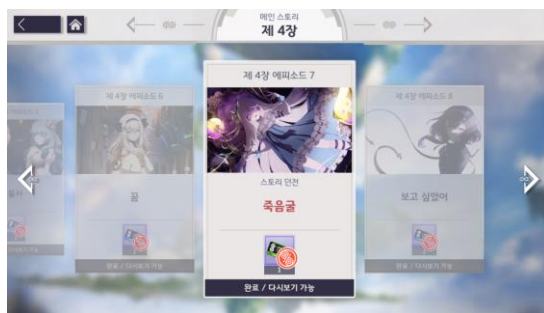 메인 스토리
제 4장
제 4장 에피소드 6
꿈
완료 / 다시보기 가능
제 4장 에피소드 7
스토리 던전
죽음굴
3
완료 / 다시보기 가능
제 4장 에피소드 8
보고 싶었어
완료 / 다시보기 가능